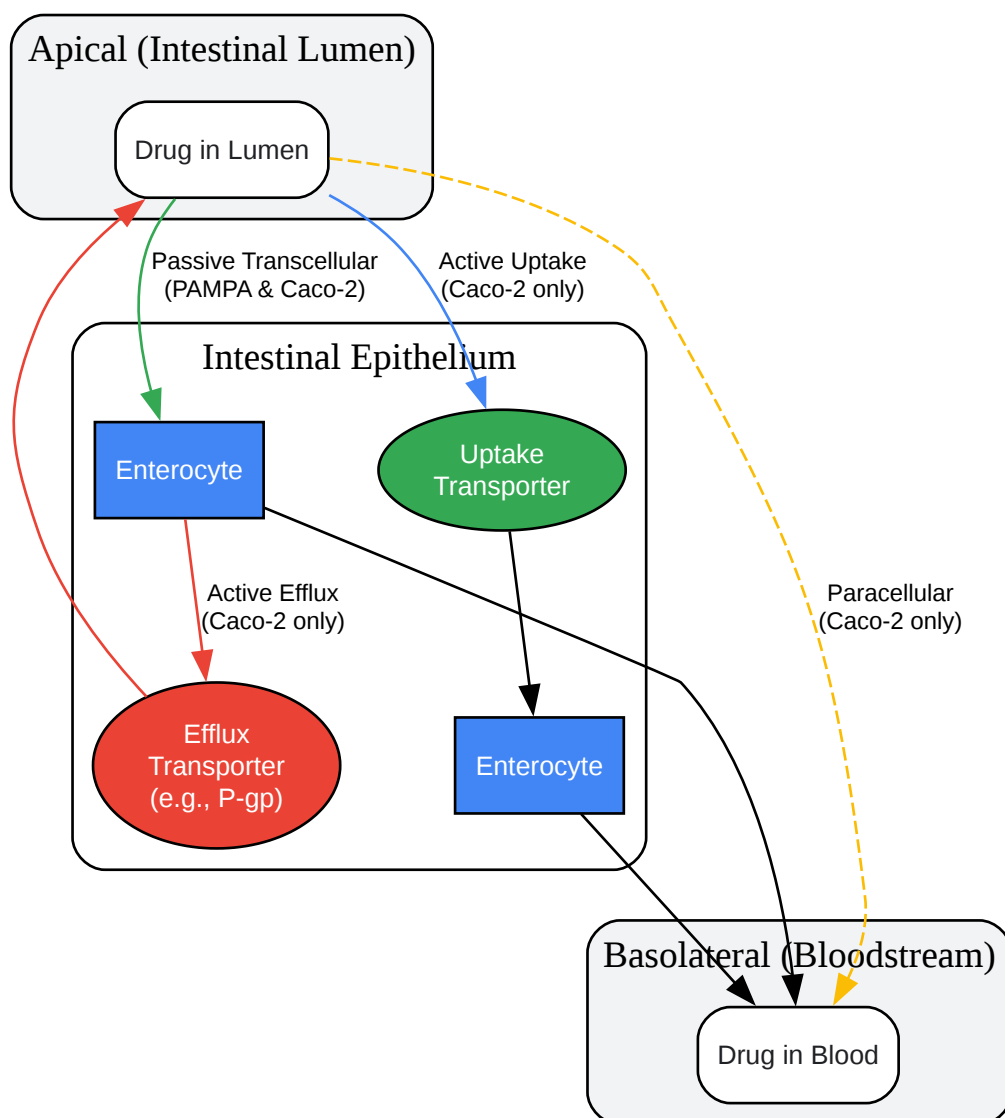 Apical (Intestinal Lumen)
Drug in Lumen
Passive Transcellular
(PAMPA & Caco-2)
Active Uptake
(Caco-2 only)
Intestinal Epithelium
Enterocyte
Uptake
Transporter
Active Efflux
(Caco-2 only)
Paracellular
(Caco-2 only)
Efflux
Transporter
(e.g., P-gp)
Enterocyte
Basolateral (Bloodstream)
Drug in Blood